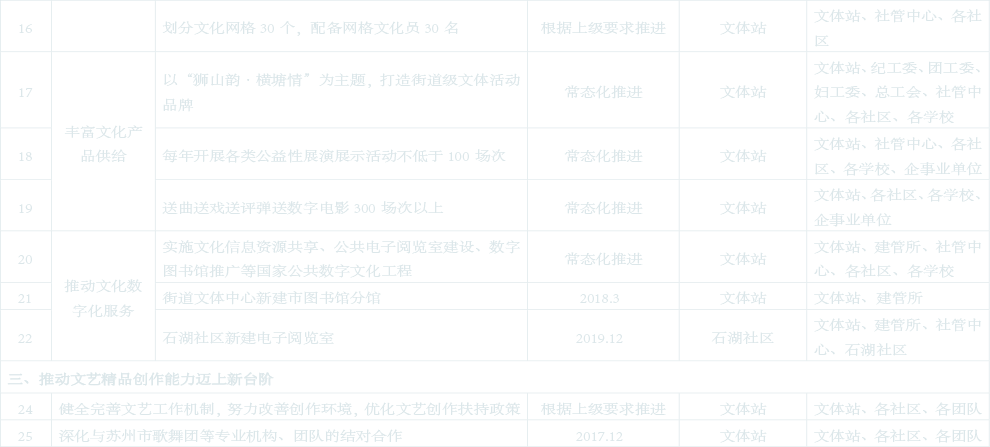 16 划分文化网格 30 个，配备网格文化员 30 名 根据上级要求推进 文体站 文体站、社管中心、各社区
丰富文化产品供给
17 以“狮山韵、横塘情”为主题，打造街道级文体活动品牌 常态化推进 文体站 文体站、纪工委、团工委、妇工委、总工会、社管中心、各社区、各学校
18 每年开展各类公益性展演展示活动不低于 100 场次 常态化推进 文体站 文体站、社管中心、各社区、各学校、企事业单位
19 送曲送戏送评弹送数字电影 300 场次以上 常态化推进 文体站 文体站、各社区、各学校、企事业单位
推动文化数字化服务
20 实施文化信息资源共享、公共电子阅览室建设、数字图书馆推广等国家公共数字文化工程 常态化推进 文体站 文体站、建管所、社管中心、各社区、各学校
21 街道文体中心新建市图书馆分馆 2018.3 文体站 文体站、建管所
22 石湖社区新建电子阅览室 2019.12 石湖社区 文体站、建管所、社管中心、石湖社区
三、推动文艺精品创作能力迈上新台阶
24 健全完善文艺工作机制，努力改善创作环境，优化文艺创作扶持政策 根据上级要求推进 文体站 文体站、各社区、各团队
25 深化与苏州市歌舞团等专业机构、团队的结对合作 2017.12 文体站 文体站、各社区、各团队